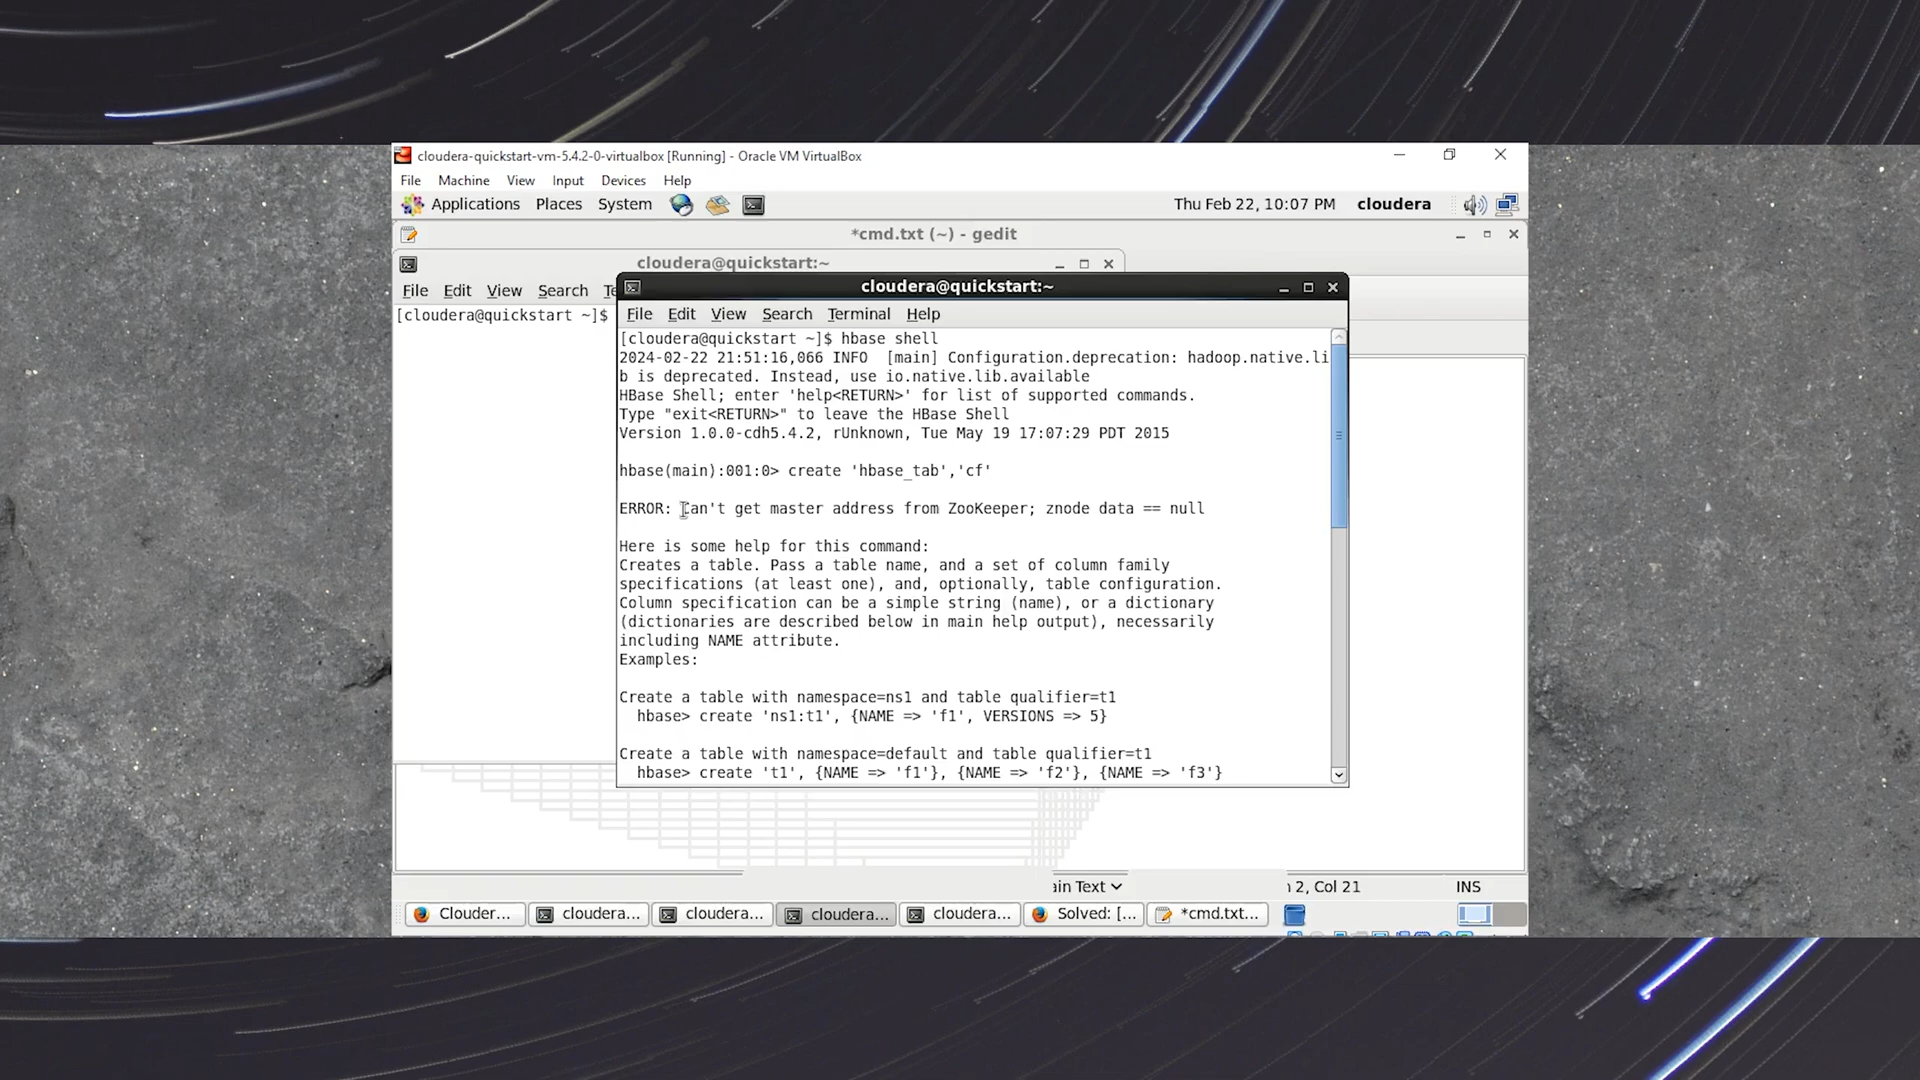 cloudera-quickstart-vm-5.4.2-0-virtualbox [Running] - Oracle VM VirtualBox
File Machine View Input Devices Help
Applications Places System Thu Feb 22, 10:07 PM cloudera
*cmd.txt (~) - gedit
cloudera@quickstart:~
File Edit View Search
[cloudera@quickstart ~]$
cloudera@quickstart:~
File Edit View Search Terminal Help
[cloudera@quickstart ~]$ hbase shell
2024-02-22 21:51:16,066 INFO  [main] Configuration.deprecation: hadoop.native.li
b is deprecated. Instead, use io.native.lib.available
HBase Shell; enter 'help<RETURN>' for list of supported commands.
Type "exit<RETURN>" to leave the HBase Shell
Version 1.0.0-cdh5.4.2, rUnknown, Tue May 19 17:07:29 PDT 2015
hbase(main):001:0> create 'hbase_tab','cf'
ERROR: Can't get master address from ZooKeeper; znode data == null
Here is some help for this command:
Creates a table. Pass a table name, and a set of column family
specifications (at least one), and, optionally, table configuration.
Column specification can be a simple string (name), or a dictionary
(dictionaries are described below in main help output), necessarily
including NAME attribute.
Examples:
Create a table with namespace=ns1 and table qualifier=t1
hbase> create 'ns1:t1', {NAME => 'f1', VERSIONS => 5}
Create a table with namespace=default and table qualifier=t1
hbase> create 't1', {NAME => 'f1'}, {NAME => 'f2'}, {NAME => 'f3'}
ain Text 2, Col 21 INS
Clouder... cloudera... cloudera... cloudera... cloudera... Solved: [... *cmd.txt...